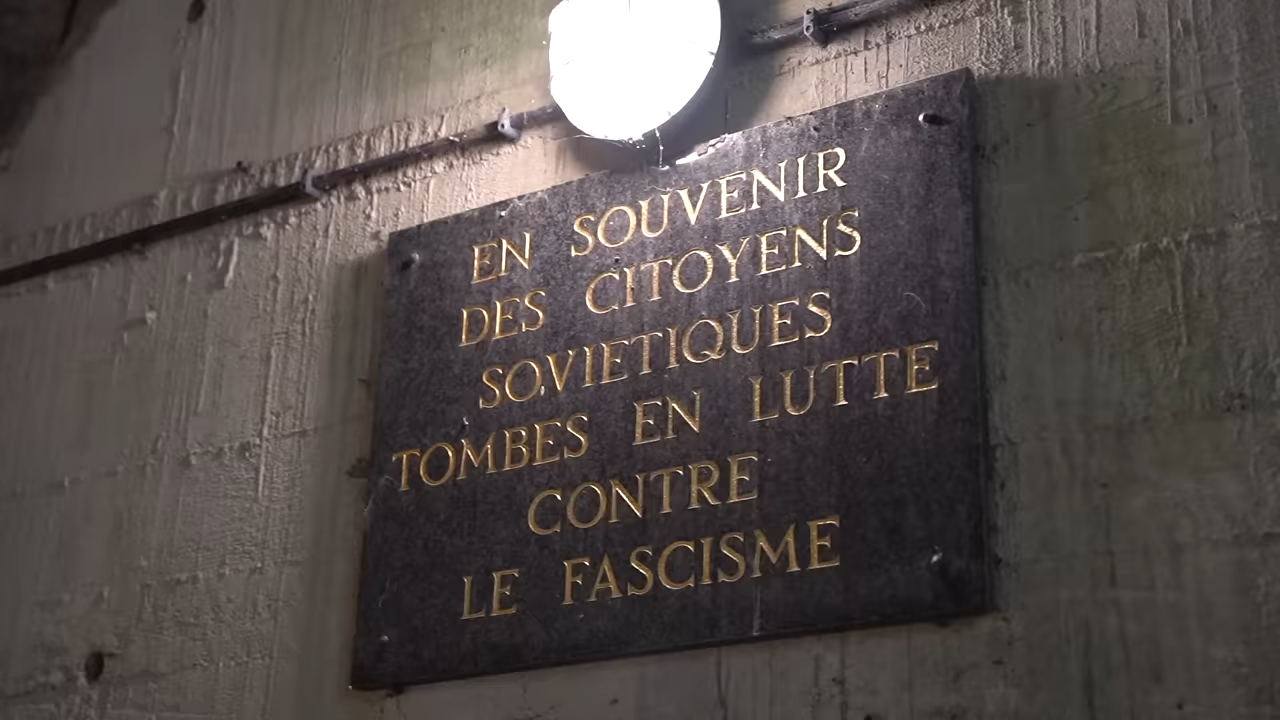 EN SOUVENIR
DES CITOYENS
SOVIETIQUES
TOMBES EN LUTTE
CONTRE
LE FASCISME